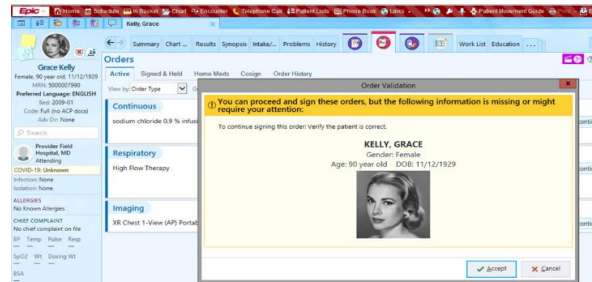 Epic Home Schedule In Basket Chart Encounter Telephone Call Patient Lists Phone Book Links Patient Movement Guide
Kelly, Grace
Summary Chart ... Results Synopsis Intake/... Problems History Work List Education
Grace Kelly
Female, 90 year old, 11/12/1929
MRN: 5000007990
Preferred Language: ENGLISH
Bed: 2009-01
Code: Full (no ACP docs)
Adv Dir: None
Search
Provider Field
Hospital, MD
Attending
COVID-19: Unknown
Infection: None
Isolation: None
ALLERGIES
No Known Allergies
CHIEF COMPLAINT
No chief complaint on file
BP Temp Pulse Resp
SpO2 Wt Dosing Wt
BSA
Orders
Active Signed & Held Home Meds Cosign Order History
View by: Order Type
Continuous
sodium chloride 0.9 % infusi
Respiratory
High Flow Therapy
Imaging
XR Chest 1-View (AP) Portab
Order Validation
You can proceed and sign these orders, but the following information is missing or might
require your attention:
To continue signing this order: Verify the patient is correct.
KELLY, GRACE
Gender: Female
Age: 90 year old DOB: 11/12/1929
Accept Cancel